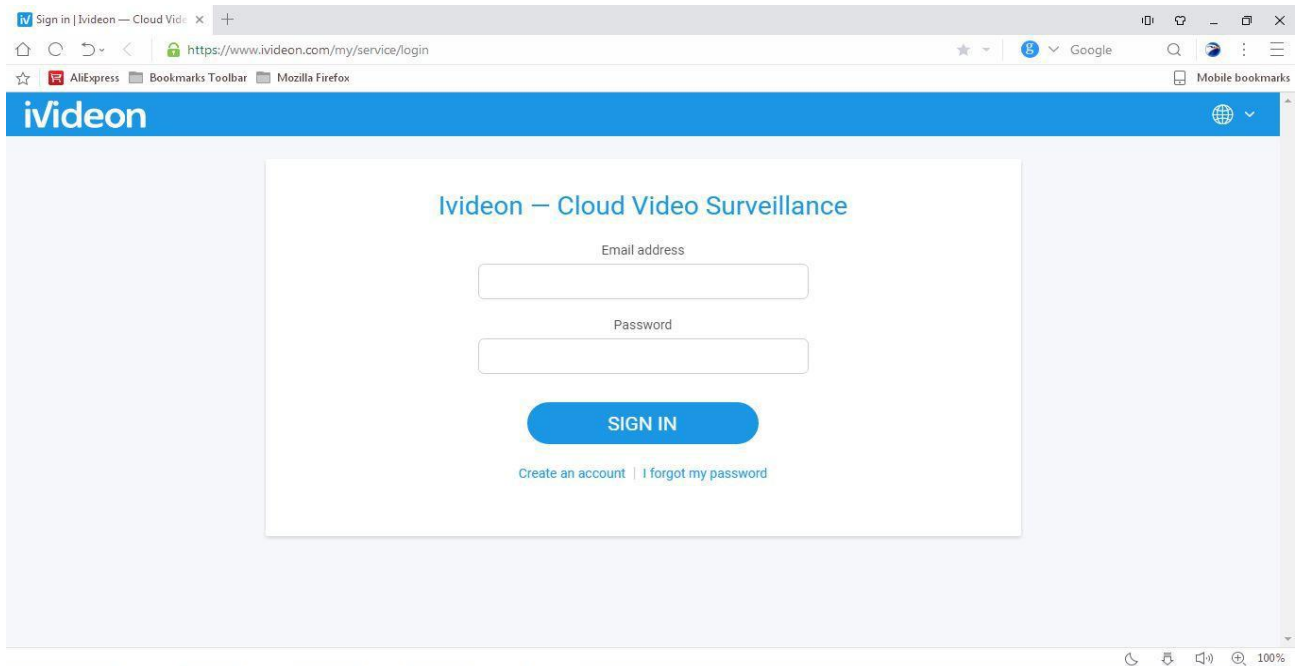 iV Sign in | Ivideon — Cloud Vide
https://www.ivideon.com/my/service/login
g Google
AliExpress Bookmarks Toolbar Mozilla Firefox Mobile bookmarks
iVideon
Ivideon — Cloud Video Surveillance
Email address
Password
SIGN IN
Create an account | I forgot my password
100%